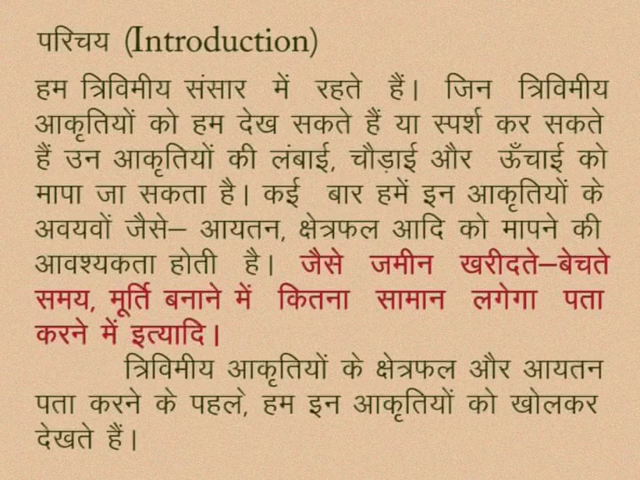 परिचय (Introduction)
हम त्रिविमीय संसार में रहते हैं। जिन त्रिविमीय
आकृतियों को हम देख सकते हैं या स्पर्श कर सकते
हैं उन आकृतियों की लंबाई, चौड़ाई और ऊँचाई को
मापा जा सकता है। कई बार हमें इन आकृतियों के
अवयवों जैसे– आयतन, क्षेत्रफल आदि को मापने की
आवश्यकता होती है। जैसे जमीन खरीदते–बेचते
समय, मूर्ति बनाने में कितना सामान लगेगा पता
करने में इत्यादि।
त्रिविमीय आकृतियों के क्षेत्रफल और आयतन
पता करने के पहले, हम इन आकृतियों को खोलकर
देखते हैं।